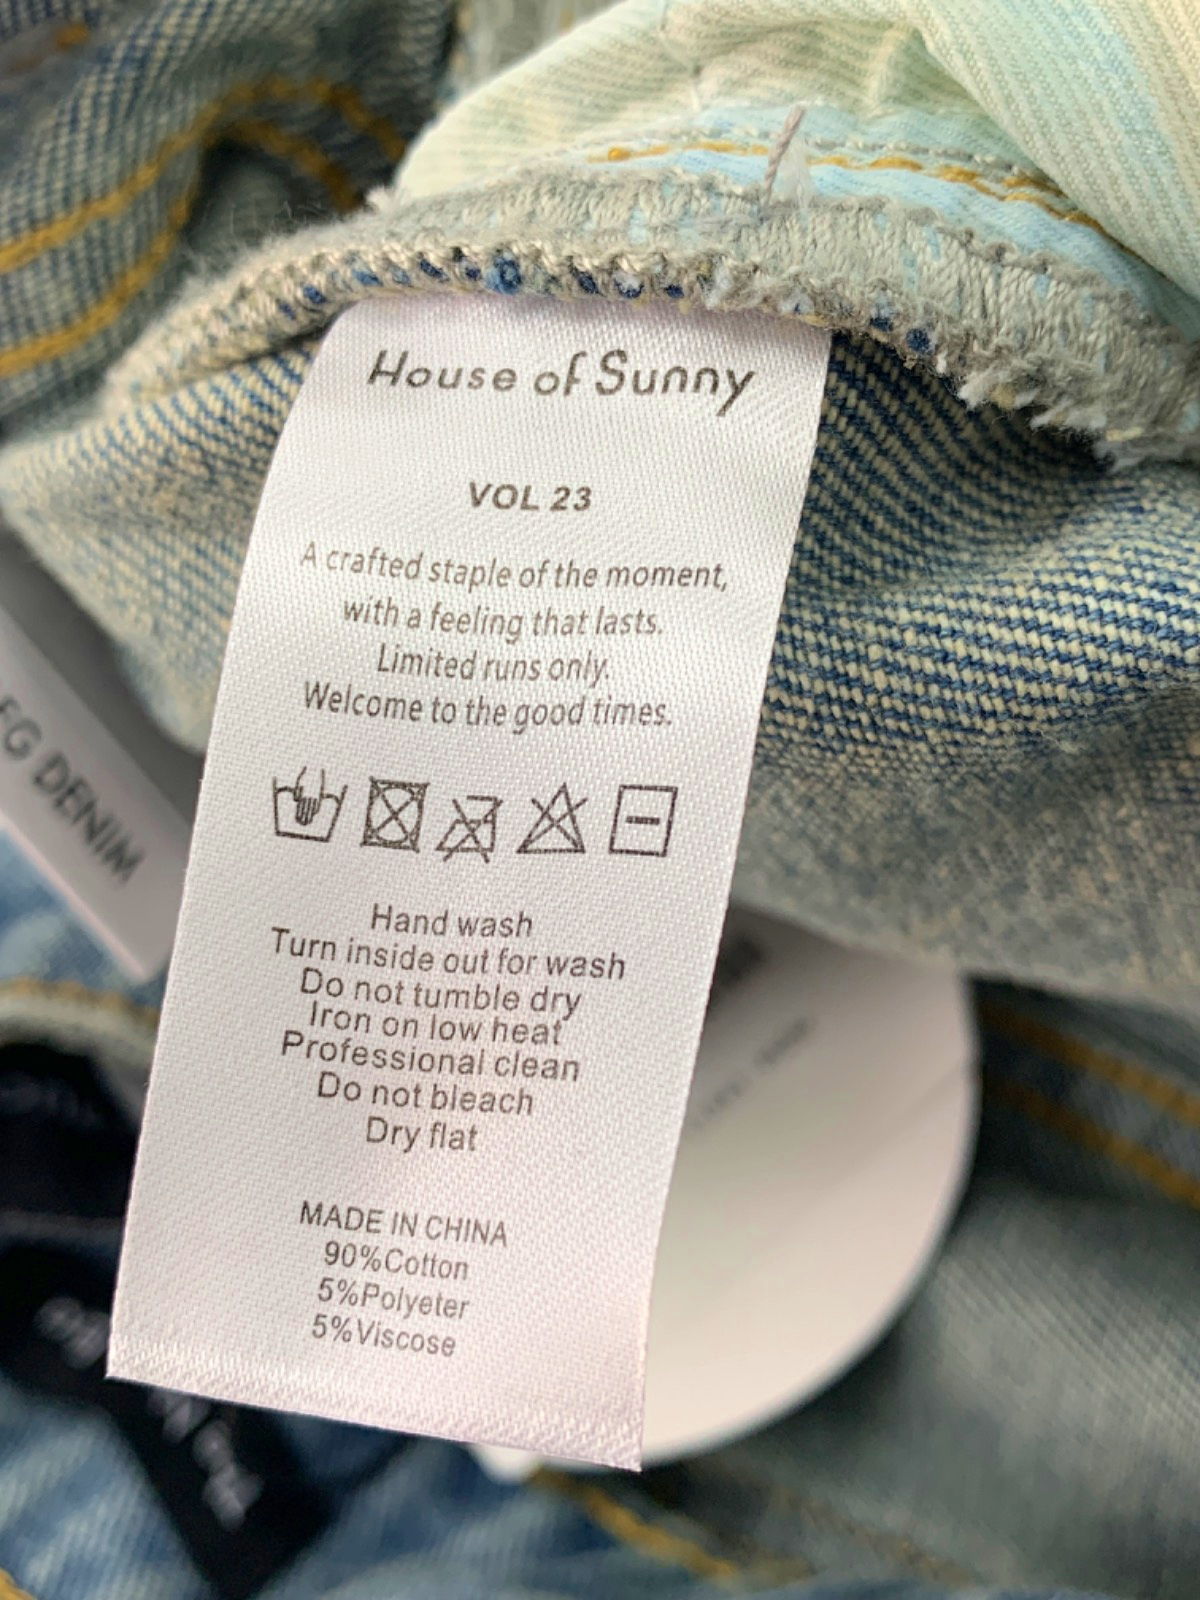 House of Sunny
VOL 23
A crafted staple of the moment,
with a feeling that lasts.
Limited runs only.
Welcome to the good times.
Hand wash
Turn inside out for wash
Do not tumble dry
Iron on low heat
Professional clean
Do not bleach
Dry flat
MADE IN CHINA
90%Cotton
5%Polyeter
5%Viscose
DENIM